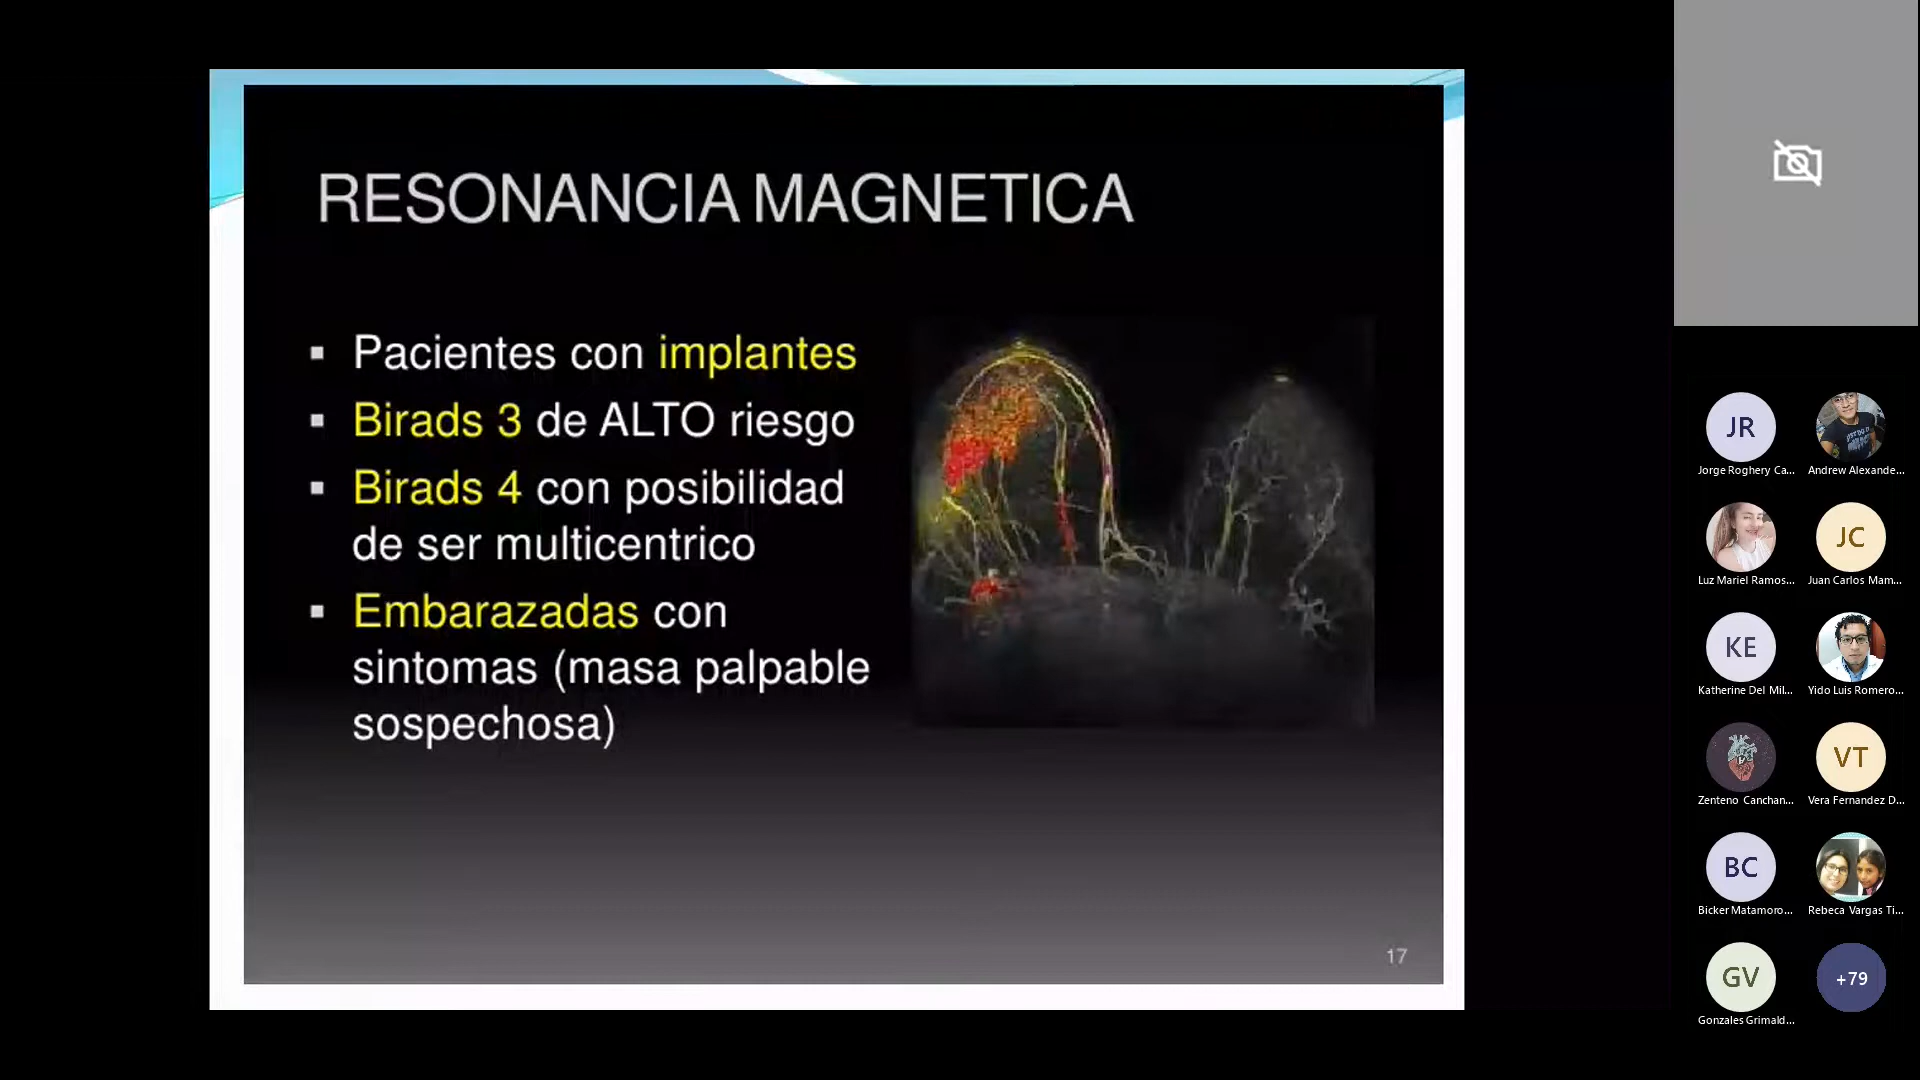 RESONANCIA MAGNETICA
▪ Pacientes con implantes
▪ Birads 3 de ALTO riesgo
▪ Birads 4 con posibilidad
de ser multicentrico
▪ Embarazadas con
sintomas (masa palpable
sospechosa)
17
JR
Jorge Roghery Ca...
Andrew Alexande...
Luz Mariel Ramos...
JC
Juan Carlos Mam...
KE
Katherine Del Mil...
Yido Luis Romero...
Zenteno Canchan...
VT
Vera Fernandez D...
BC
Bicker Matamoro...
Rebeca Vargas Ti...
GV
Gonzales Grimald...
+79